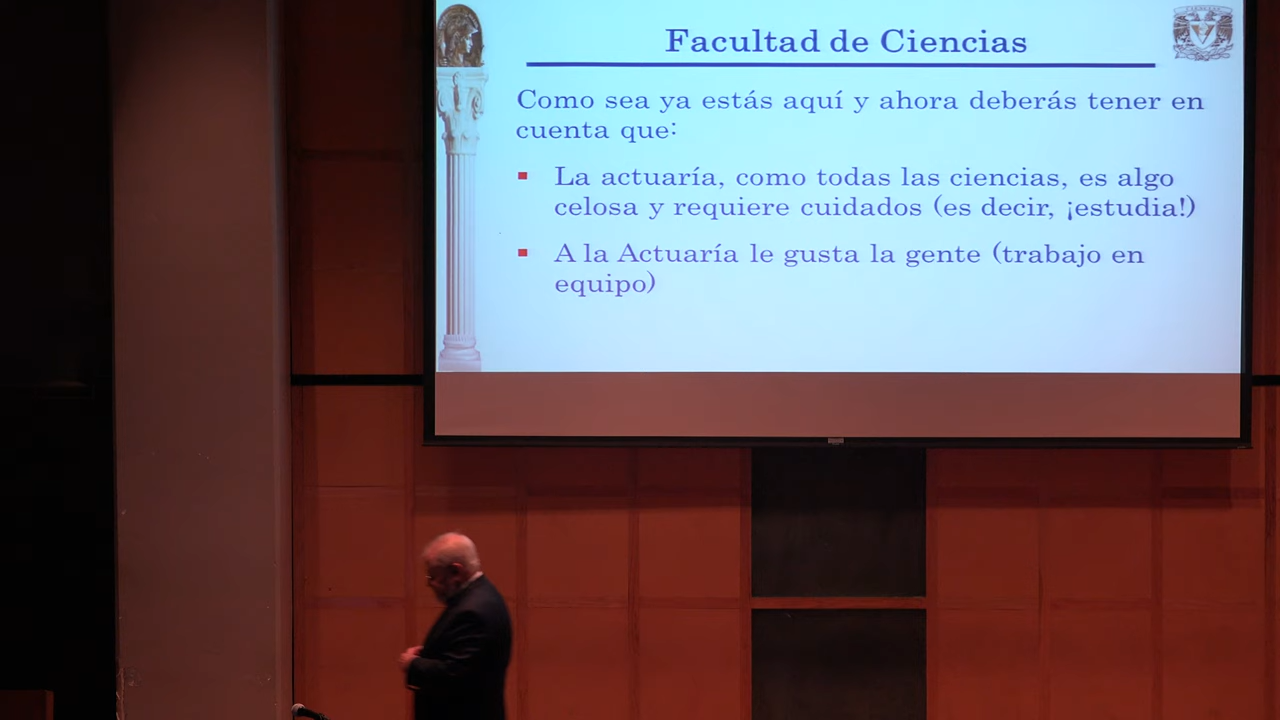 Facultad de Ciencias
Como sea ya estás aquí y ahora deberás tener en
cuenta que:
▪ La actuaría, como todas las ciencias, es algo
celosa y requiere cuidados (es decir, ¡estudia!)
▪ A la Actuaría le gusta la gente (trabajo en
equipo)